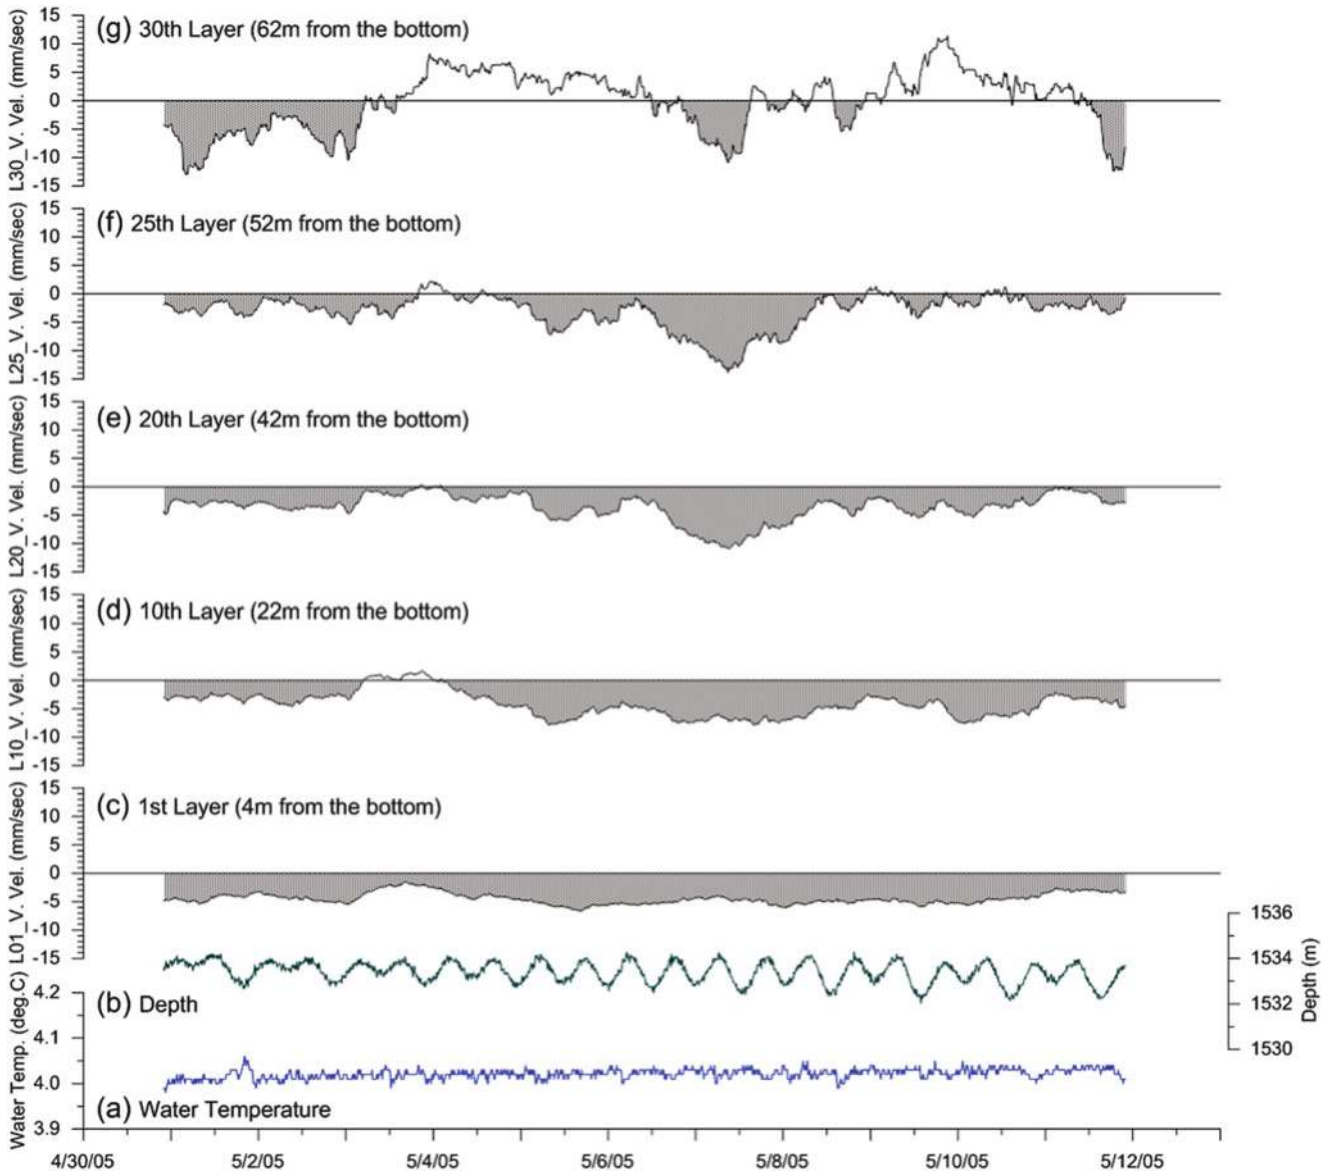 (g) 30th Layer (62m from the bottom)
L30_V. Vel. (mm/sec)
15
10
5
0
-5
-10
-15
(f) 25th Layer (52m from the bottom)
L25_V. Vel. (mm/sec)
15
10
5
0
-5
-10
-15
(e) 20th Layer (42m from the bottom)
L20_V. Vel. (mm/sec)
15
10
5
0
-5
-10
-15
(d) 10th Layer (22m from the bottom)
L10_V. Vel. (mm/sec)
15
10
5
0
-5
-10
-15
(c) 1st Layer (4m from the bottom)
L01_V. Vel. (mm/sec)
15
10
5
0
-5
-10
-15
(b) Depth
1536
1534
1532
1530
Depth (m)
Water Temp. (deg.C)
4.2
4.1
4.0
3.9
(a) Water Temperature
4/30/05 5/2/05 5/4/05 5/6/05 5/8/05 5/10/05 5/12/05